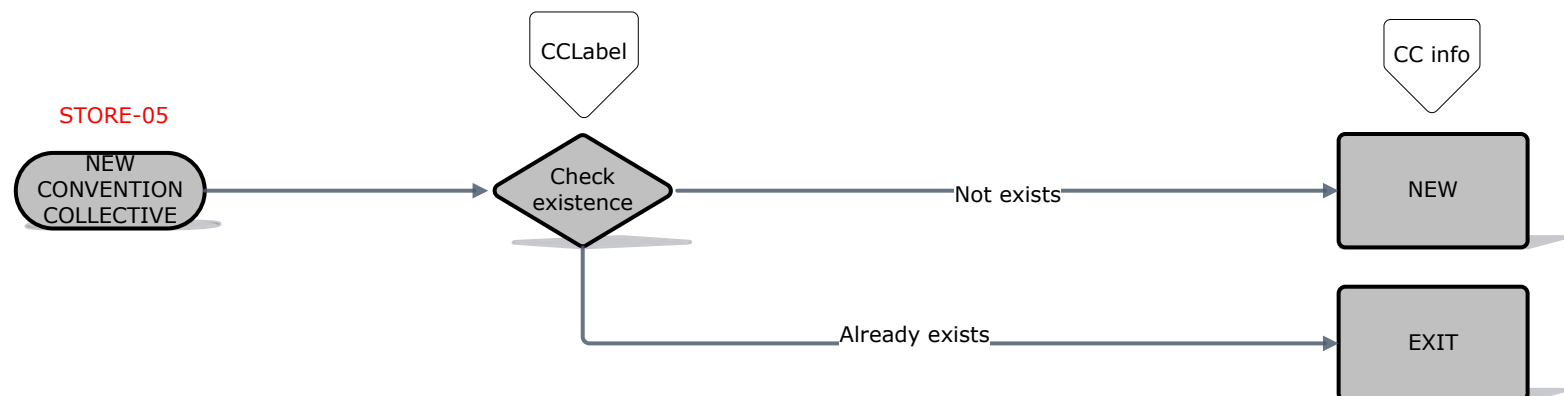 CCLabel
CC info
STORE-05
NEW
CONVENTION
COLLECTIVE
Check
existence
Not exists
NEW
Already exists
EXIT